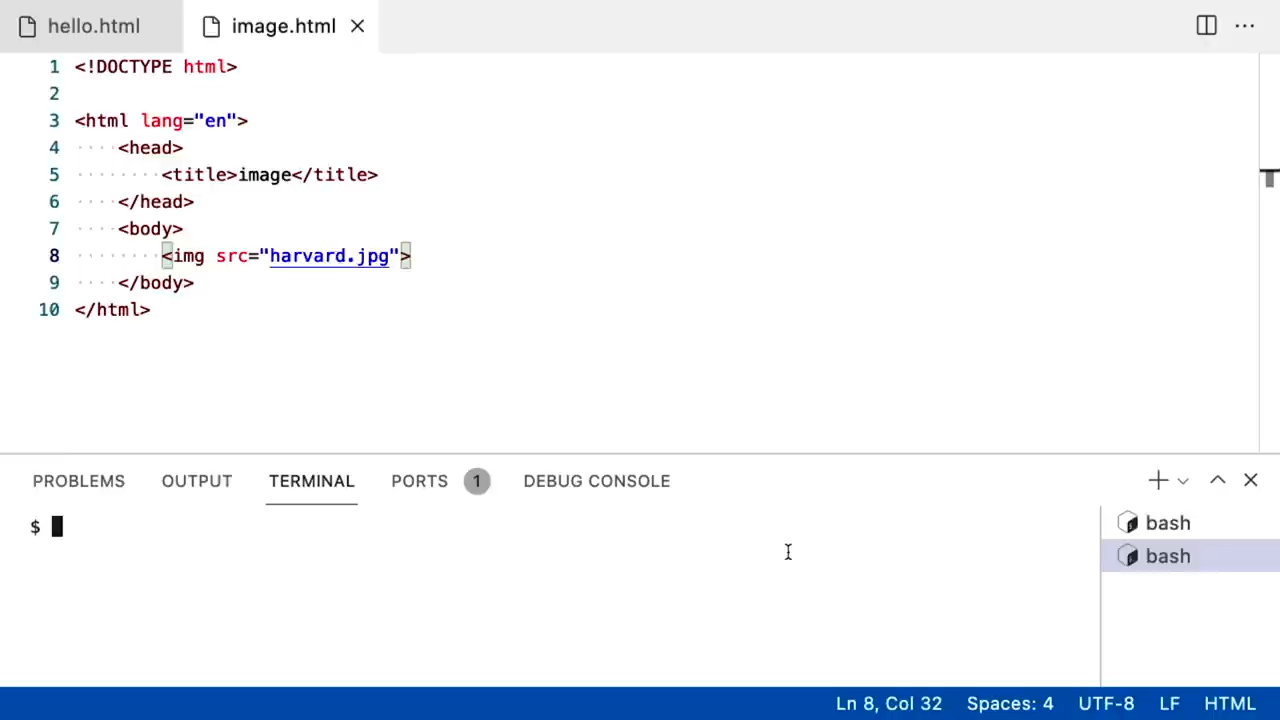 hello.html
image.html
1 <!DOCTYPE html>
2
3 <html lang="en">
4 ····<head>
5 ········<title>image</title>
6 ····</head>
7 ····<body>
8 ········<img src="harvard.jpg">
9 ····</body>
10 </html>
PROBLEMS OUTPUT TERMINAL PORTS 1 DEBUG CONSOLE
$
bash
bash
Ln 8, Col 32 Spaces: 4 UTF-8 LF HTML